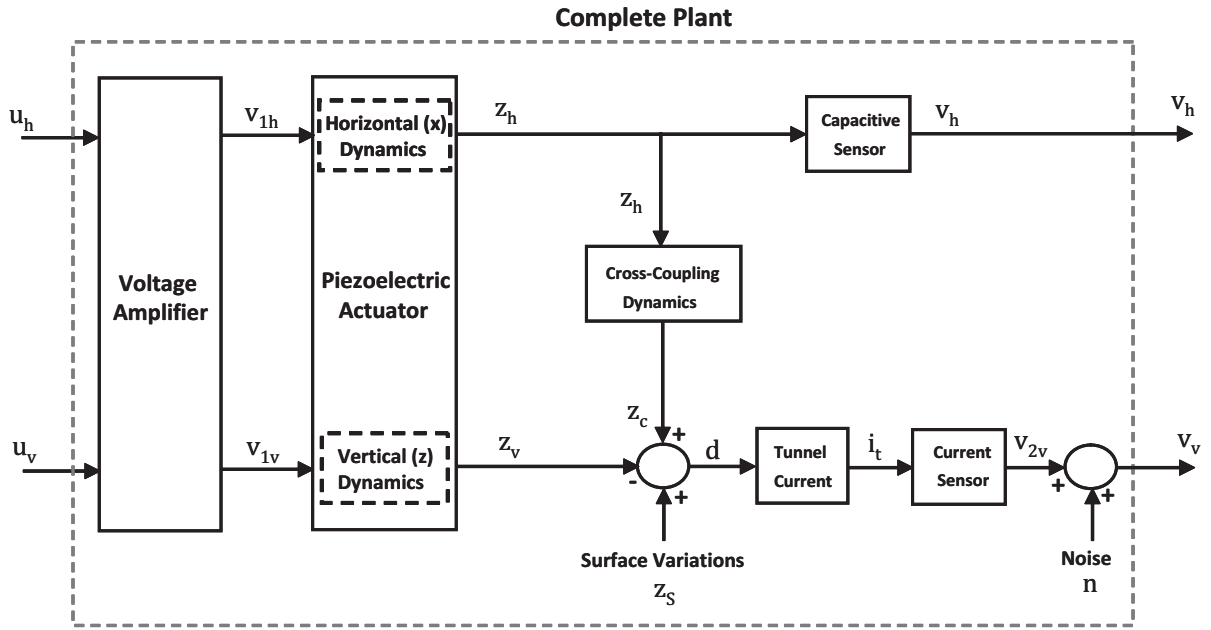 Complete Plant
u_h
v_1h
Horizontal (x)
Dynamics
z_h
Capacitive
Sensor
v_h
v_h
z_h
Voltage
Amplifier
Piezoelectric
Actuator
Cross-Coupling
Dynamics
z_c
+
u_v
v_1v
Vertical (z)
Dynamics
z_v
-
+
d
Tunnel
Current
i_t
Current
Sensor
v_2v
+
+
v_v
Surface Variations
z_S
Noise
n